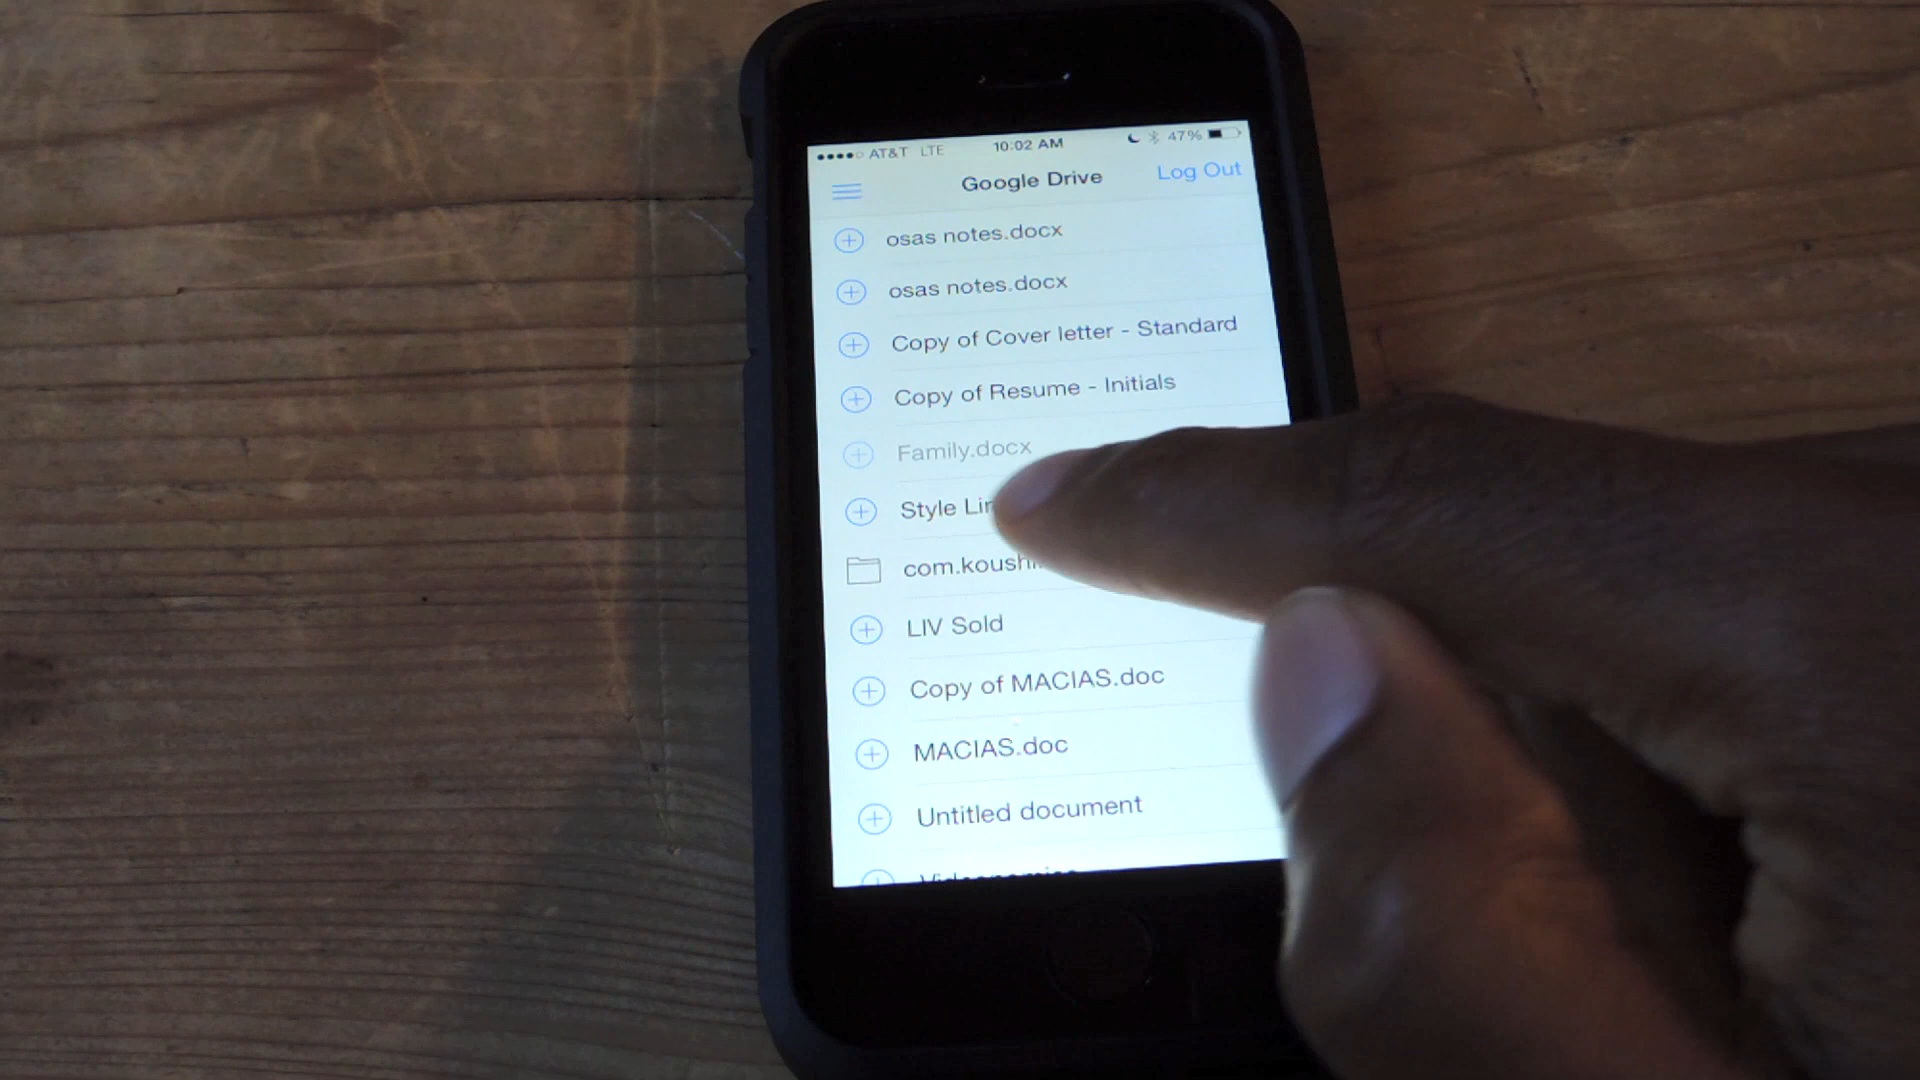 AT&T LTE 10:02 AM 47%
Google Drive Log Out
osas notes.docx
osas notes.docx
Copy of Cover letter - Standard
Copy of Resume - Initials
Family.docx
Style
LIV Sold
Copy of MACIAS.doc
MACIAS.doc
Untitled document